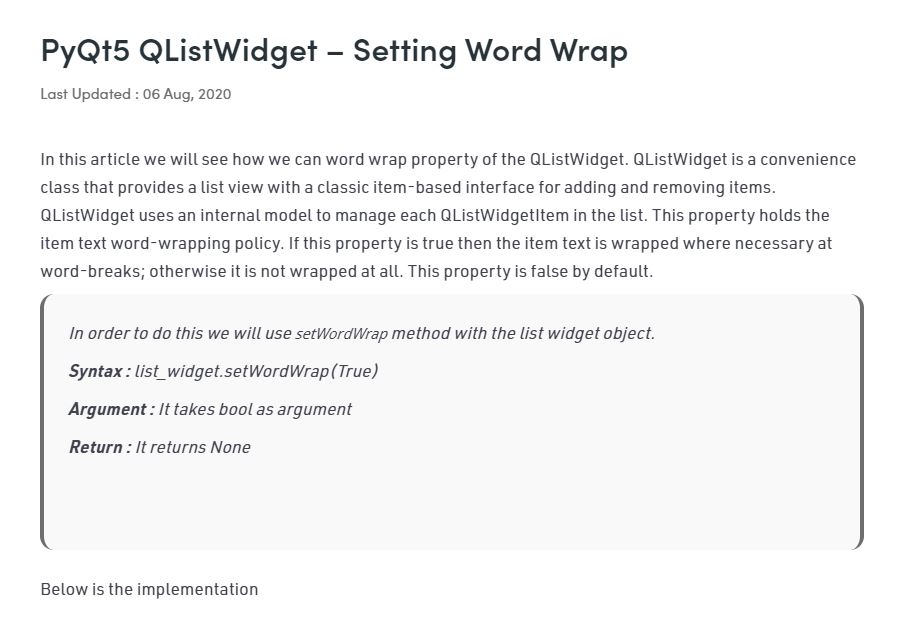 PyQt5 QListWidget – Setting Word Wrap
Last Updated : 06 Aug, 2020
In this article we will see how we can word wrap property of the QListWidget. QListWidget is a convenience
class that provides a list view with a classic item-based interface for adding and removing items.
QListWidget uses an internal model to manage each QListWidgetItem in the list. This property holds the
item text word-wrapping policy. If this property is true then the item text is wrapped where necessary at
word-breaks; otherwise it is not wrapped at all. This property is false by default.
In order to do this we will use setWordWrap method with the list widget object.
Syntax : list_widget.setWordWrap(True)
Argument : It takes bool as argument
Return : It returns None
Below is the implementation